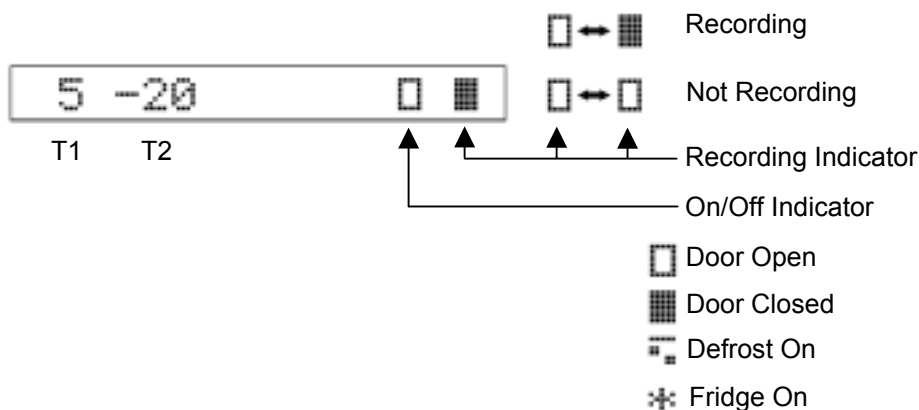 Recording
5 -20
Not Recording
T1 T2
Recording Indicator
On/Off Indicator
Door Open
Door Closed
Defrost On
Fridge On